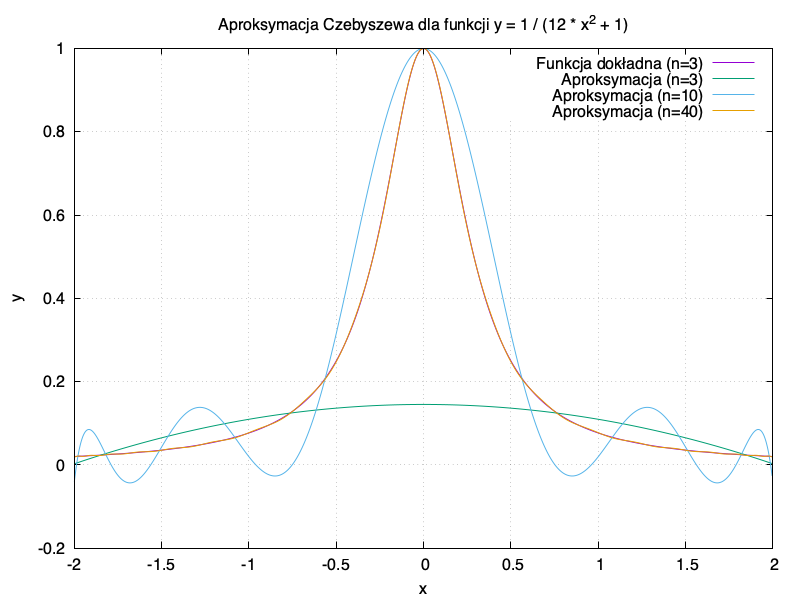 Aproksymacja Czebyszewa dla funkcji y = 1 / (12 * x² + 1)
Funkcja dokładna (n=3)
Aproksymacja (n=3)
Aproksymacja (n=10)
Aproksymacja (n=40)
1
0.8
0.6
0.4
0.2
0
-0.2
y
-2 -1.5 -1 -0.5 0 0.5 1 1.5 2
x